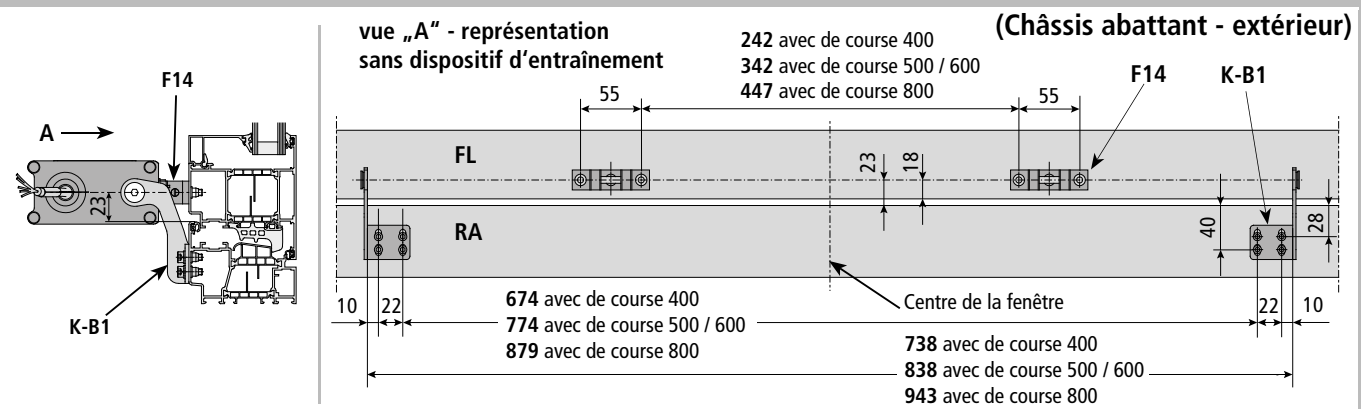 F14
A
23
K-B1
vue „A“ - représentation
sans dispositif d‘entraînement
(Châssis abattant - extérieur)
242 avec de course 400
342 avec de course 500 / 600
447 avec de course 800
55
55
F14
K-B1
FL
23
18
RA
40
28
10
22
674 avec de course 400
774 avec de course 500 / 600
879 avec de course 800
Centre de la fenêtre
22
10
738 avec de course 400
838 avec de course 500 / 600
943 avec de course 800